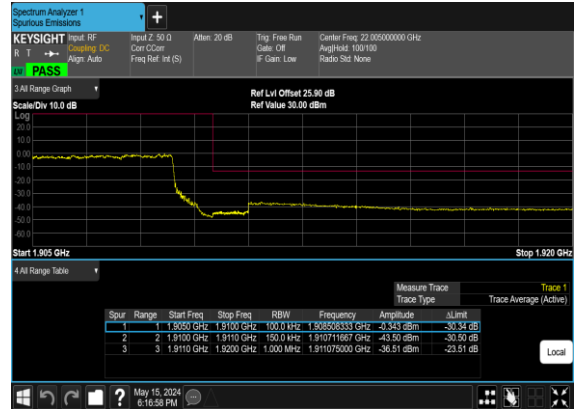 Spectrum Analyzer 1
Spurious Emissions
KEYSIGHT Input: RF Input Z: 50 Ω Atten: 20 dB Trig: Free Run Center Freq: 22.005000000 GHz
R T Coupling: DC Corr CCorr Gate: Off Avg|Hold: 100/100
Align: Auto Freq Ref: Int (S) IF Gain: Low Radio Std: None
LM PASS
3 All Range Graph
Ref Lvl Offset 25.90 dB
Scale/Div 10.0 dB Ref Value 30.00 dBm
Log
20.0
10.0
0.00
-10.0
-20.0
-30.0
-40.0
-50.0
-60.0
Start 1.905 GHz Stop 1.920 GHz
4 All Range Table
Measure Trace Trace 1
Trace Type Trace Average (Active)
Spur Range Start Freq Stop Freq RBW Frequency Amplitude ΔLimit
1 1 1.9050 GHz 1.9100 GHz 100.0 kHz 1.908508333 GHz -0.343 dBm -30.34 dB
2 2 1.9100 GHz 1.9110 GHz 150.0 kHz 1.910711667 GHz -43.50 dBm -30.50 dB
3 3 1.9110 GHz 1.9200 GHz 1.000 MHz 1.911075000 GHz -36.51 dBm -23.51 dB
Local
? May 15, 2024
6:16:58 PM